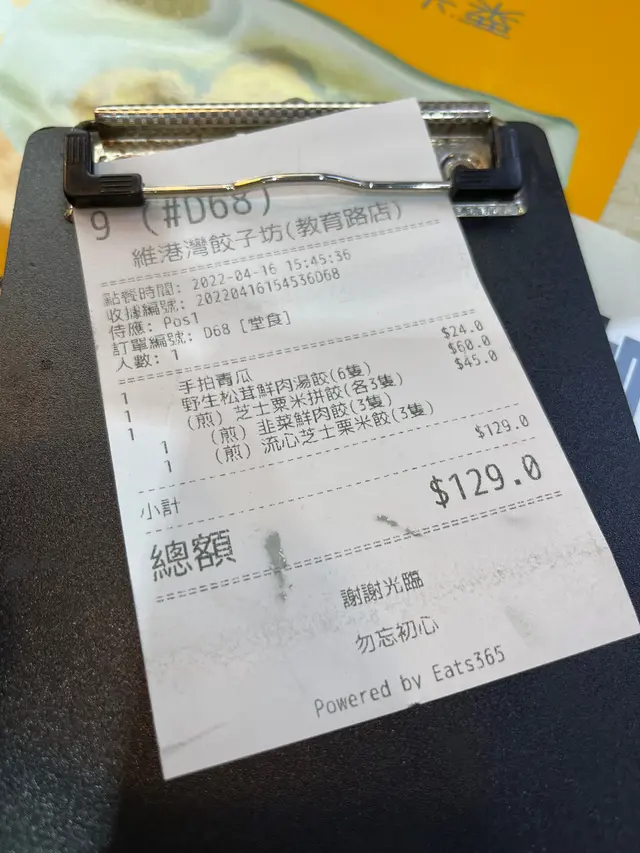 9 (#D68)
維港灣餃子坊(教育路店)
點餐時間: 2022-04-16 15:45:36
收據編號: 20220416154536D68
侍應: Pos1
訂單編號: D68 [堂食]
人數: 1
1 手拍青瓜 $24.0
1 野生松茸鮮肉湯餃(6隻) $60.0
1 (煎) 芝士粟米拼餃(各3隻) $45.0
1 (煎) 韭菜鮮肉餃(3隻)
1 (煎) 流心芝士栗米餃(3隻)
小計 $129.0
總額 $129.0
謝謝光臨
勿忘初心
Powered by Eats365